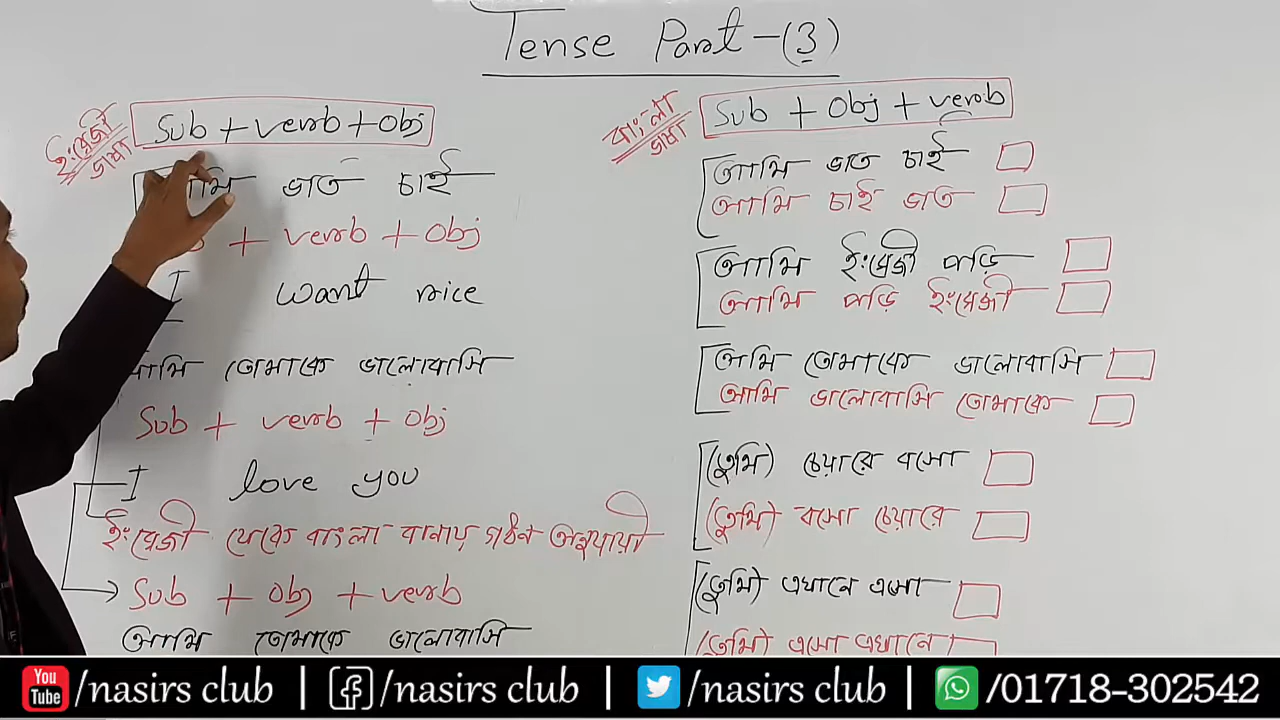 Tense Part-(3)
ইংরেজী ভাষা
Sub + verb + Obj
ভাত চাই
+ verb + Obj
I want rice
আমি তোমাকে ভালোবাসি
Sub + verb + Obj
I love you
ইংরেজী থেকে বাংলা বানায় গঠন অনুযায়ী
Sub + Obj + verb
আমি তোমাকে ভালোবাসি
বাংলা ভাষা
Sub + Obj + verb
আমি ভাত চাই
আমি চাই ভাত
আমি ইংরেজী পড়ি
আমি পড়ি ইংরেজী
আমি তোমাকে ভালোবাসি
আমি ভালোবাসি তোমাকে
(তুমি) চেয়ারে বসো
(তুমি) বসো চেয়ারে
(তুমি) এখানে এসো
(তুমি) এসো এখানে
You Tube /nasirs club | /nasirs club | /nasirs club | /01718-302542